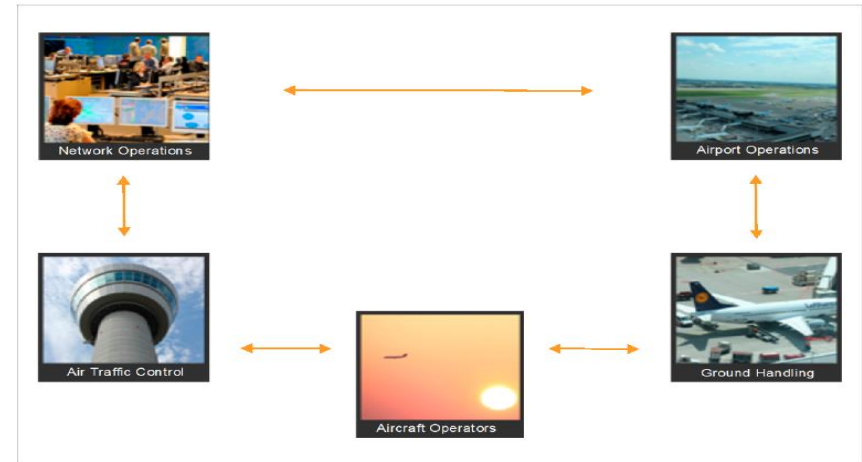 Network Operations
Airport Operations
Air Traffic Control
Ground Handling
Aircraft Operators